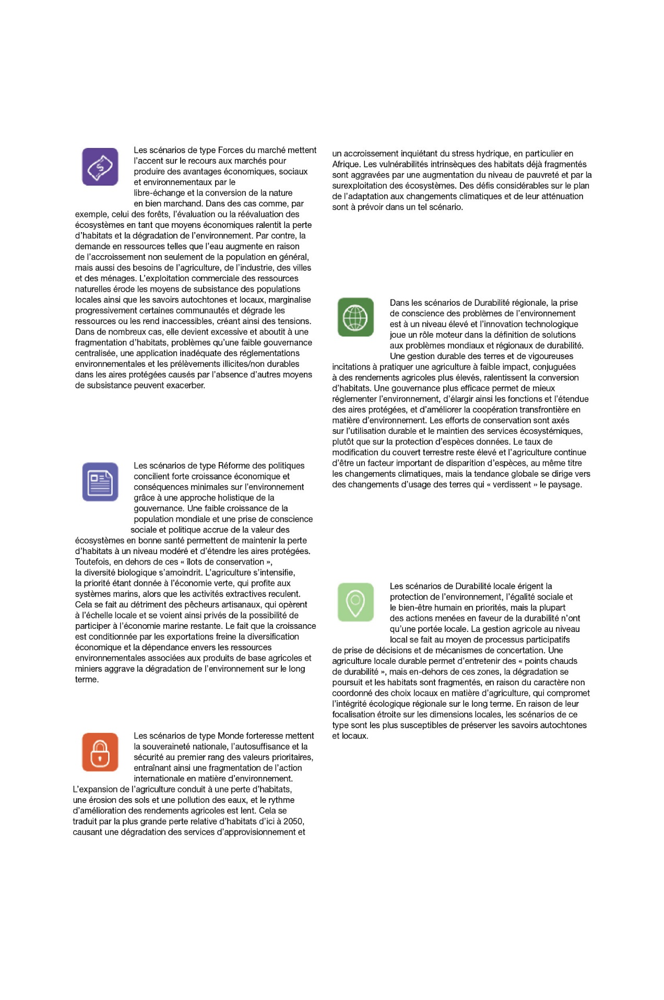 Les scénarios de type Forces du marché mettent
l’accent sur le recours aux marchés pour
produire des avantages économiques, sociaux
et environnementaux par le
libre-échange et la conversion de la nature
en bien marchand. Dans des cas comme, par
exemple, celui des forêts, l’évaluation ou la réévaluation des
écosystèmes en tant que moyens économiques ralentit la perte
d’habitats et la dégradation de l’environnement. Par contre, la
demande en ressources telles que l’eau augmente en raison
de l’accroissement non seulement de la population en général,
mais aussi des besoins de l’agriculture, de l’industrie, des villes
et des ménages. L’exploitation commerciale des ressources
naturelles érode les moyens de subsistance des populations
locales ainsi que les savoirs autochtones et locaux, marginalise
progressivement certaines communautés et dégrade les
ressources ou les rend inaccessibles, créant ainsi des tensions.
Dans de nombreux cas, elle devient excessive et aboutit à une
fragmentation d’habitats, problèmes qu’une faible gouvernance
centralisée, une application inadéquate des réglementations
environnementales et les prélèvements illicites/non durables
dans les aires protégées causés par l’absence d’autres moyens
de subsistance peuvent exacerber.
Les scénarios de type Réforme des politiques
concilient forte croissance économique et
conséquences minimales sur l’environnement
grâce à une approche holistique de la
gouvernance. Une faible croissance de la
population mondiale et une prise de conscience
sociale et politique accrue de la valeur des
écosystèmes en bonne santé permettent de maintenir la perte
d’habitats à un niveau modéré et d’étendre les aires protégées.
Toutefois, en dehors de ces « îlots de conservation »,
la diversité biologique s’amoindrit. L’agriculture s’intensifie,
la priorité étant donnée à l’économie verte, qui profite aux
systèmes marins, alors que les activités extractives reculent.
Cela se fait au détriment des pêcheurs artisanaux, qui opèrent
à l’échelle locale et se voient ainsi privés de la possibilité de
participer à l’économie marine restante. Le fait que la croissance
est conditionnée par les exportations freine la diversification
économique et la dépendance envers les ressources
environnementales associées aux produits de base agricoles et
miniers aggrave la dégradation de l’environnement sur le long
terme.
Les scénarios de type Monde forteresse mettent
la souveraineté nationale, l’autosuffisance et la
sécurité au premier rang des valeurs prioritaires,
entraînant ainsi une fragmentation de l’action
internationale en matière d’environnement.
L’expansion de l’agriculture conduit à une perte d’habitats,
une érosion des sols et une pollution des eaux, et le rythme
d’amélioration des rendements agricoles est lent. Cela se
traduit par la plus grande perte relative d’habitats d’ici à 2050,
causant une dégradation des services d’approvisionnement et
un accroissement inquiétant du stress hydrique, en particulier en
Afrique. Les vulnérabilités intrinsèques des habitats déjà fragmentés
sont aggravées par une augmentation du niveau de pauvreté et par la
surexploitation des écosystèmes. Des défis considérables sur le plan
de l’adaptation aux changements climatiques et de leur atténuation
sont à prévoir dans un tel scénario.
Dans les scénarios de Durabilité régionale, la prise
de conscience des problèmes de l’environnement
est à un niveau élevé et l’innovation technologique
joue un rôle moteur dans la définition de solutions
aux problèmes mondiaux et régionaux de durabilité.
Une gestion durable des terres et de vigoureuses
incitations à pratiquer une agriculture à faible impact, conjuguées
à des rendements agricoles plus élevés, ralentissent la conversion
d’habitats. Une gouvernance plus efficace permet de mieux
réglementer l’environnement, d’élargir ainsi les fonctions et l’étendue
des aires protégées, et d’améliorer la coopération transfrontière en
matière d’environnement. Les efforts de conservation sont axés
sur l’utilisation durable et le maintien des services écosystémiques,
plutôt que sur la protection d’espèces données. Le taux de
modification du couvert terrestre reste élevé et l’agriculture continue
d’être un facteur important de disparition d’espèces, au même titre
les changements climatiques, mais la tendance globale se dirige vers
des changements d’usage des terres qui « verdissent » le paysage.
Les scénarios de Durabilité locale érigent la
protection de l’environnement, l’égalité sociale et
le bien-être humain en priorités, mais la plupart
des actions menées en faveur de la durabilité n’ont
qu’une portée locale. La gestion agricole au niveau
local se fait au moyen de processus participatifs
de prise de décisions et de mécanismes de concertation. Une
agriculture locale durable permet d’entretenir des « points chauds
de durabilité », mais en-dehors de ces zones, la dégradation se
poursuit et les habitats sont fragmentés, en raison du caractère non
coordonné des choix locaux en matière d’agriculture, qui compromet
l’intégrité écologique régionale sur le long terme. En raison de leur
focalisation étroite sur les dimensions locales, les scénarios de ce
type sont les plus susceptibles de préserver les savoirs autochtones
et locaux.